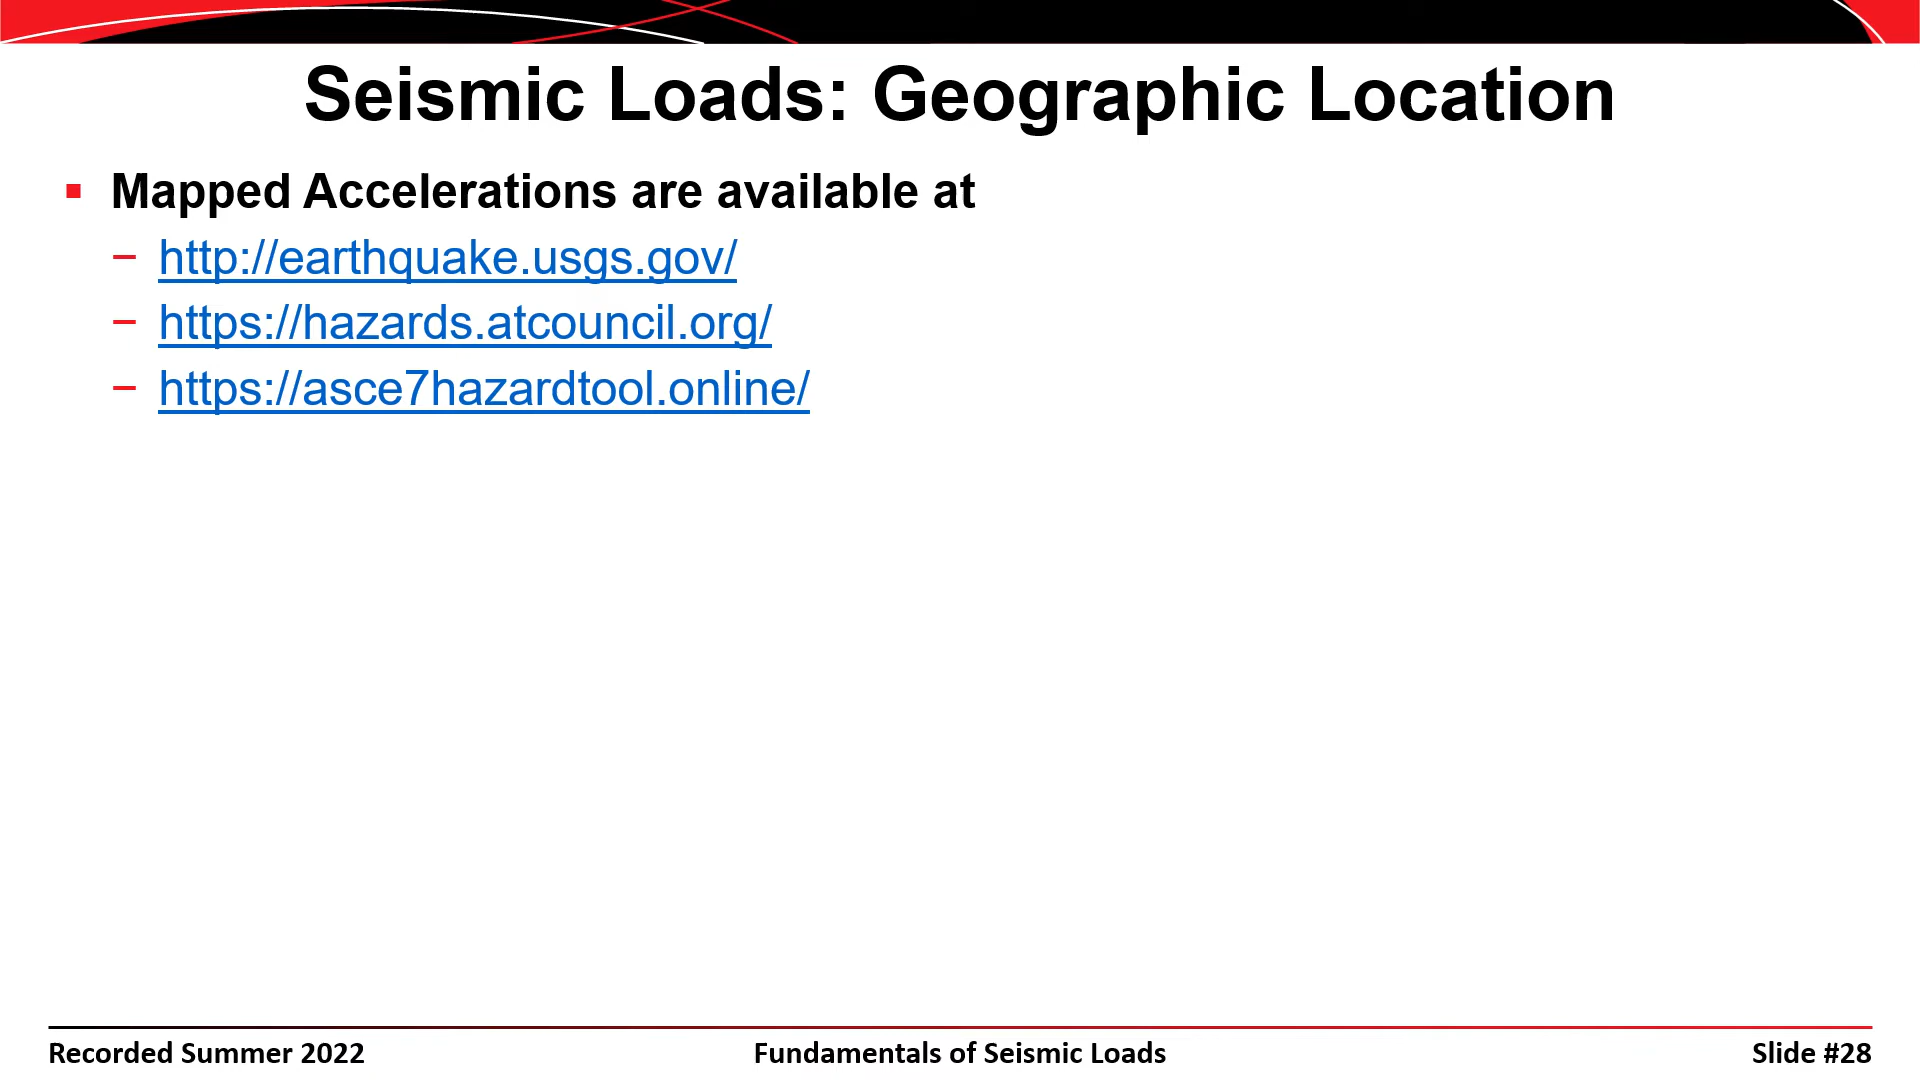 Seismic Loads: Geographic Location
▪ Mapped Accelerations are available at
– http://earthquake.usgs.gov/
– https://hazards.atcouncil.org/
– https://asce7hazardtool.online/
Recorded Summer 2022 Fundamentals of Seismic Loads Slide #28